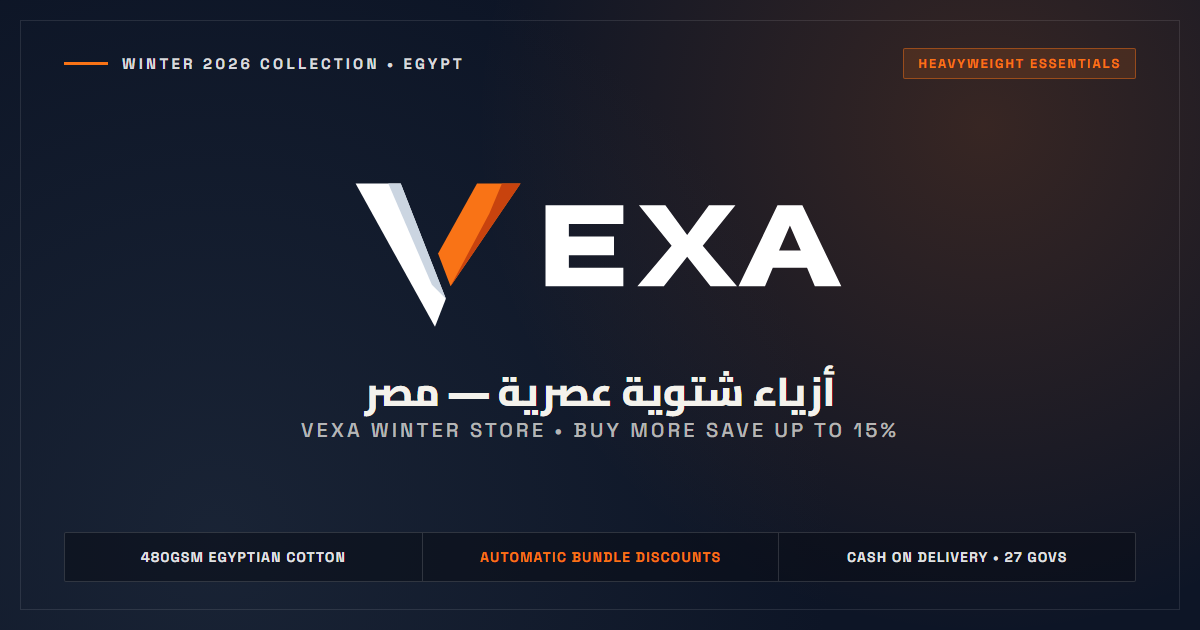 WINTER 2026 COLLECTION • EGYPT
HEAVYWEIGHT ESSENTIALS
VEXA
أزياء شتوية عصرية — مصر
VEXA WINTER STORE • BUY MORE SAVE UP TO 15%
480GSM EGYPTIAN COTTON
AUTOMATIC BUNDLE DISCOUNTS
CASH ON DELIVERY • 27 GOVS